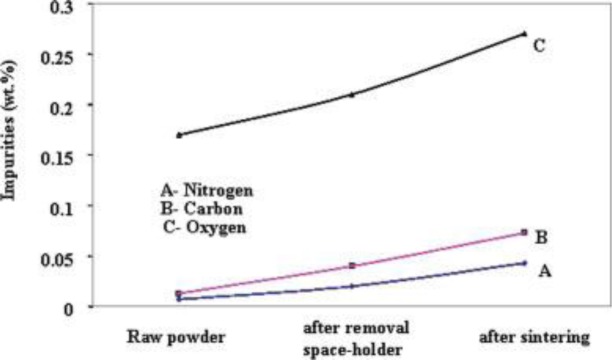 0.3
0.25
0.2
0.15
0.1
0.05
0
Impurities (wt.%)
C
A- Nitrogen
B- Carbon
C- Oxygen
B
A
Raw powder
after removal
space-holder
after sintering